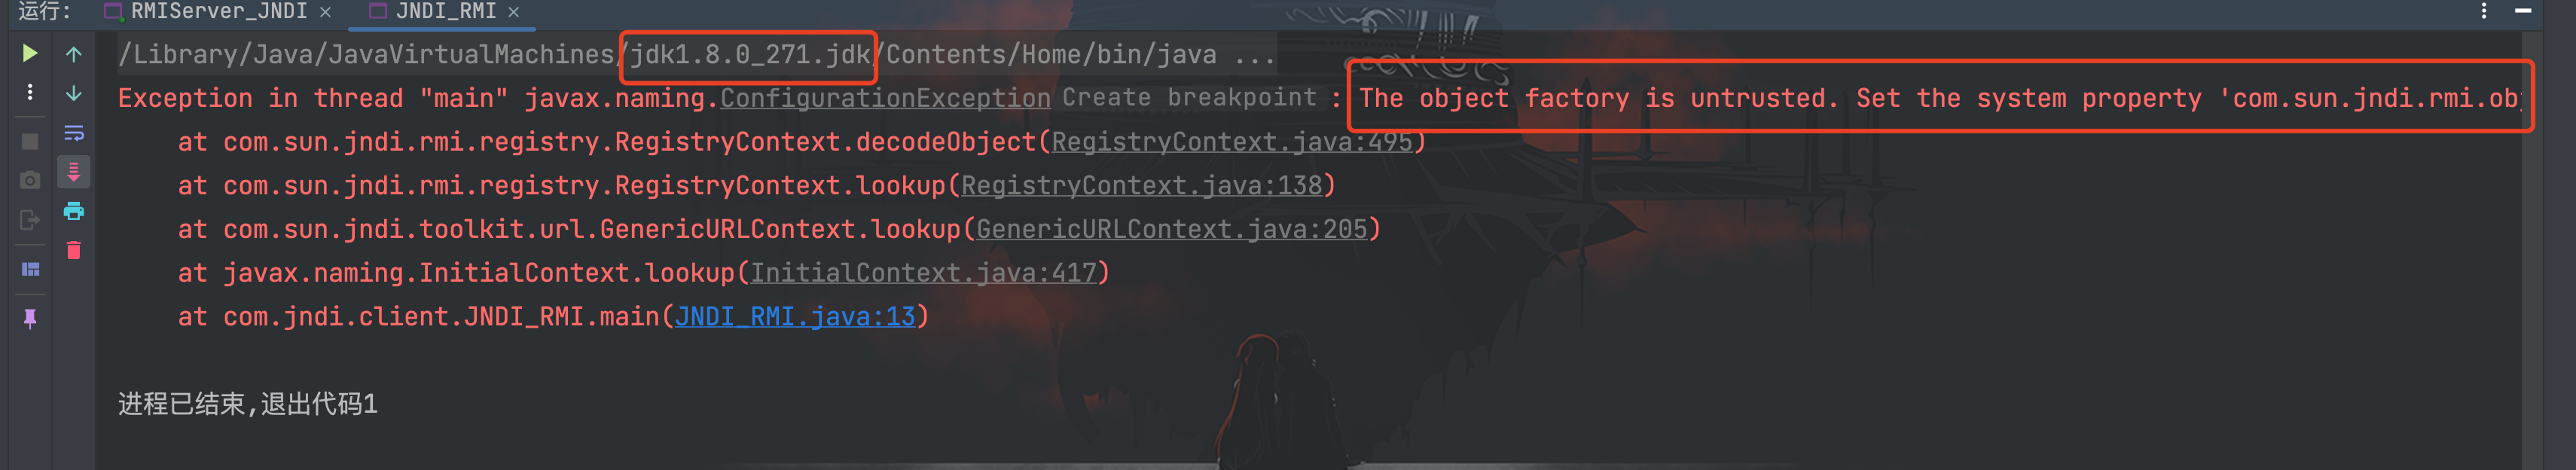 运行: RMIServer_JNDI × JNDI_RMI ×
/Library/Java/JavaVirtualMachines/jdk1.8.0_271.jdk/Contents/Home/bin/java ...
Exception in thread "main" javax.naming.ConfigurationException Create breakpoint : The object factory is untrusted. Set the system property 'com.sun.jndi.rmi.ob
at com.sun.jndi.rmi.registry.RegistryContext.decodeObject(RegistryContext.java:495)
at com.sun.jndi.rmi.registry.RegistryContext.lookup(RegistryContext.java:138)
at com.sun.jndi.toolkit.url.GenericURLContext.lookup(GenericURLContext.java:205)
at javax.naming.InitialContext.lookup(InitialContext.java:417)
at com.jndi.client.JNDI_RMI.main(JNDI_RMI.java:13)
进程已结束,退出代码1